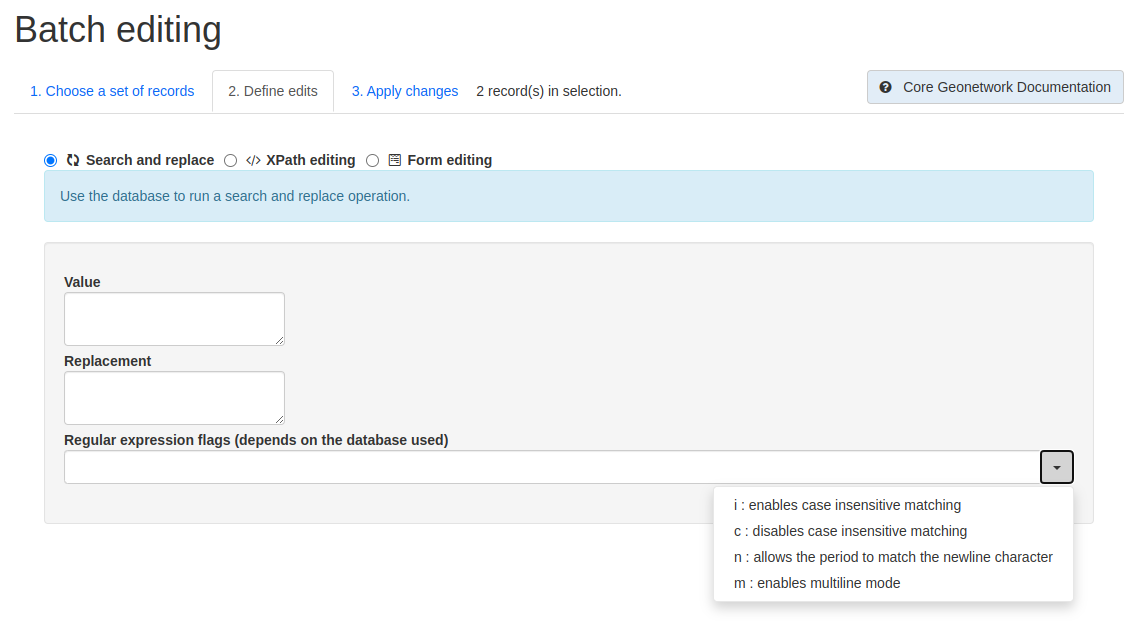 Batch editing
1. Choose a set of records 2. Define edits 3. Apply changes 2 record(s) in selection. Core Geonetwork Documentation
Search and replace </> XPath editing Form editing
Use the database to run a search and replace operation.
Value
Replacement
Regular expression flags (depends on the database used)
i : enables case insensitive matching
c : disables case insensitive matching
n : allows the period to match the newline character
m : enables multiline mode